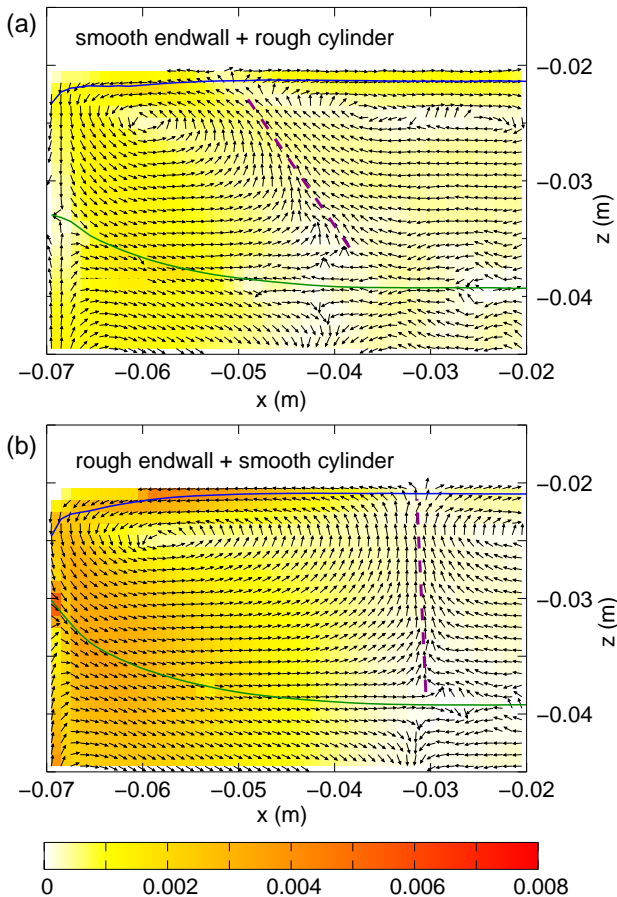 (a)
smooth endwall + rough cylinder
−0.02
−0.03
−0.04
z (m)
−0.07 −0.06 −0.05 −0.04 −0.03 −0.02
x (m)
(b)
rough endwall + smooth cylinder
−0.02
−0.03
−0.04
z (m)
−0.07 −0.06 −0.05 −0.04 −0.03 −0.02
x (m)
0 0.002 0.004 0.006 0.008